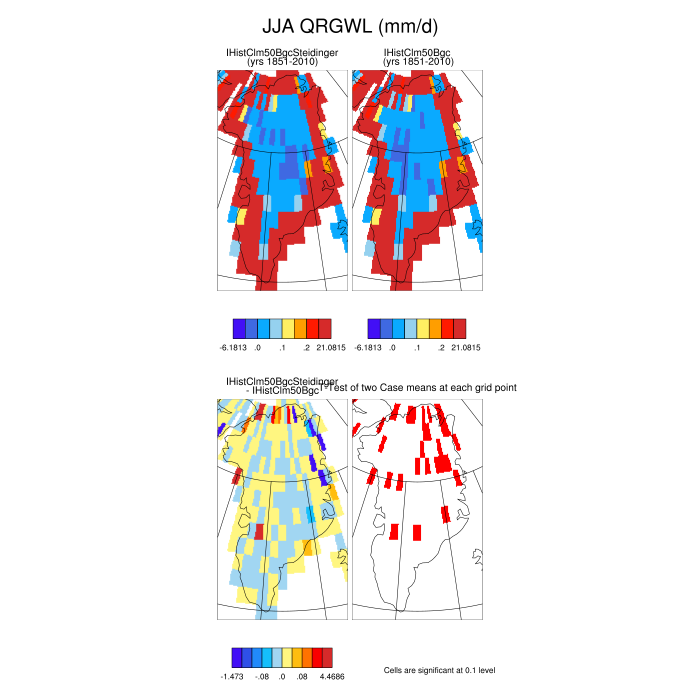 JJA QRGWL (mm/d)
IHistClm50BgcSteidinger
(yrs 1851-2010)
IHistClm50Bgc
(yrs 1851-2010)
-6.1813 .0 .1 .2 21.0815
-6.1813 .0 .1 .2 21.0815
IHistClm50BgcSteidinger
- IHistClm50Bgc
T-Test of two Case means at each grid point
-1.473 -.08 .0 .08 4.4686
Cells are significant at 0.1 level